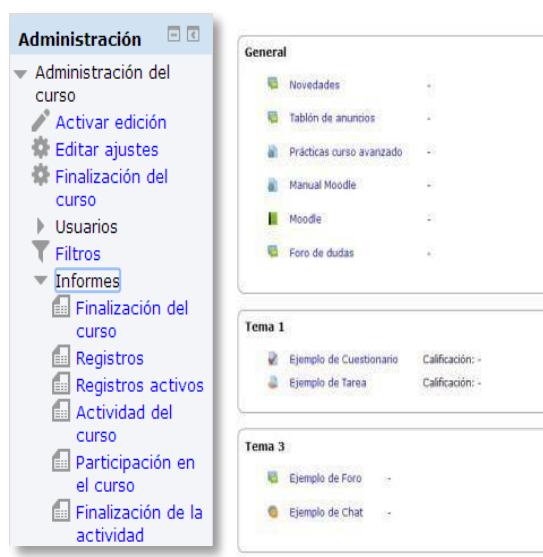 Administración
Administración del
curso
Activar edición
Editar ajustes
Finalización del
curso
Usuarios
Filtros
Informes
Finalización del
curso
Registros
Registros activos
Actividad del
curso
Participación en
el curso
Finalización de la
actividad
General
Novedades -
Tablón de anuncios -
Prácticas curso avanzado -
Manual Moodle -
Moodle -
Foro de dudas -
Tema 1
Ejemplo de Cuestionario Calificación: -
Ejemplo de Tarea Calificación: -
Tema 3
Ejemplo de Foro -
Ejemplo de Chat -